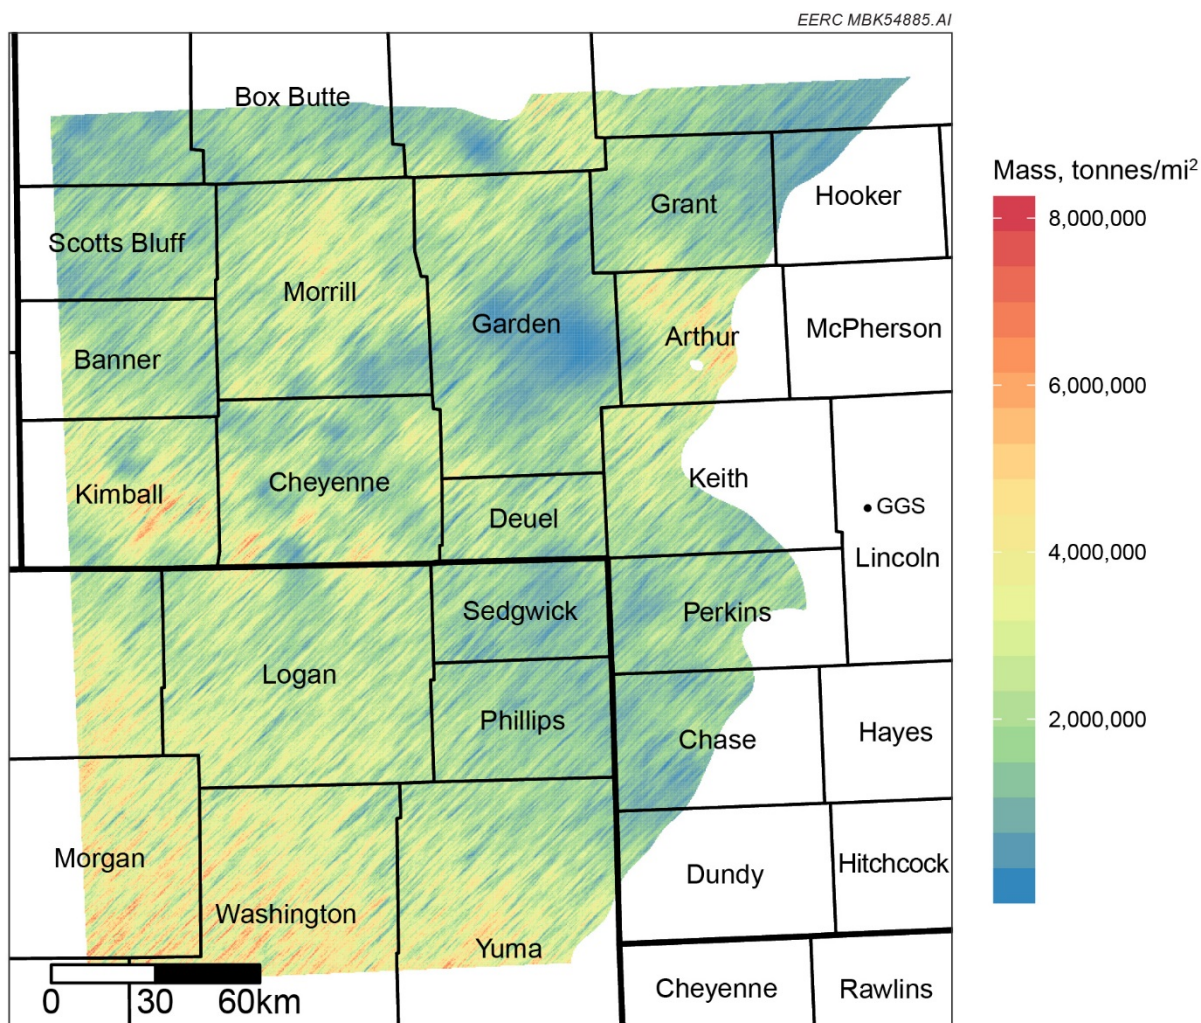 EERC MBK54885.AI
Box Butte
Mass, tonnes/mi²
8,000,000
6,000,000
4,000,000
2,000,000
Hooker
Grant
Scotts Bluff
Morrill
Garden
Arthur
McPherson
Banner
Kimball
Cheyenne
Keith
Deuel
GGS
Lincoln
Sedgwick
Perkins
Logan
Phillips
Chase
Hayes
Morgan
Dundy
Hitchcock
Washington
Yuma
Cheyenne
Rawlins
0 30 60km